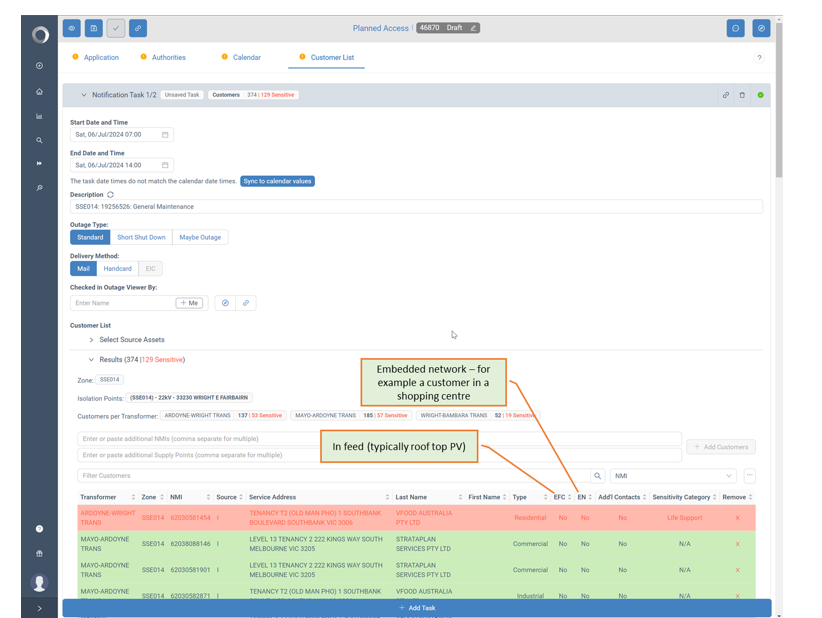 Planned Access | 46870 Draft
Application
Authorities
Calendar
Customer List
?
Notification Task 1/2 Unsaved Task Customers 374 | 129 Sensitive
Start Date and Time
Sat, 06/Jul/2024 07:00
End Date and Time
Sat, 06/Jul/2024 14:00
The task date times do not match the calendar date times. Sync to calendar values
Description
SSE014: 19256526: General Maintenance
Outage Type:
Standard Short Shut Down Maybe Outage
Delivery Method:
Mail Handcard EIC
Checked in Outage Viewer By:
Enter Name + Me
Customer List
Select Source Assets
Results (374 | 129 Sensitive)
Embedded network – for
example a customer in a
shopping centre
Zone: SSE014
Isolation Points: (SSE014) - 22kV - 33230 WRIGHT E FAIRBAIRN
Customers per Transformer: ARDOYNE-WRIGHT TRANS 137 | 53 Sensitive MAYO-ARDOYNE TRANS 185 | 57 Sensitive WRIGHT-BAMBARA TRANS 52 | 19 Sensitive
Enter or paste additional NMIs (comma separate for multiple)
In feed (typically roof top PV)
+ Add Customers
Enter or paste additional Supply Points (comma separate for multiple)
Filter Customers NMI
Transformer Zone NMI Source Service Address Last Name First Name Type EFC EN Add'l Contacts Sensitivity Category Remove
ARDOYNE-WRIGHT TENANCY T2 (OLD MAN PHO) 1 SOUTHBANK VFOOD AUSTRALIA
SSE014 62030581454 I Residential No No No Life Support X
TRANS BOULEVARD SOUTHBANK VIC 3006 PTY LTD
MAYO-ARDOYNE LEVEL 13 TENANCY 2 222 KINGS WAY SOUTH STRATAPLAN
SSE014 62038088146 I Commercial No No No N/A X
TRANS MELBOURNE VIC 3205 SERVICES PTY LTD
MAYO-ARDOYNE LEVEL 13 TENANCY 2 222 KINGS WAY SOUTH STRATAPLAN
SSE014 62030581901 I Commercial No No No N/A X
TRANS MELBOURNE VIC 3205 SERVICES PTY LTD
MAYO-ARDOYNE TENANCY T2 (OLD MAN PHO) 1 SOUTHBANK VFOOD AUSTRALIA
SSE014 62030582871 I Industrial No No No N/A X
+ Add Task